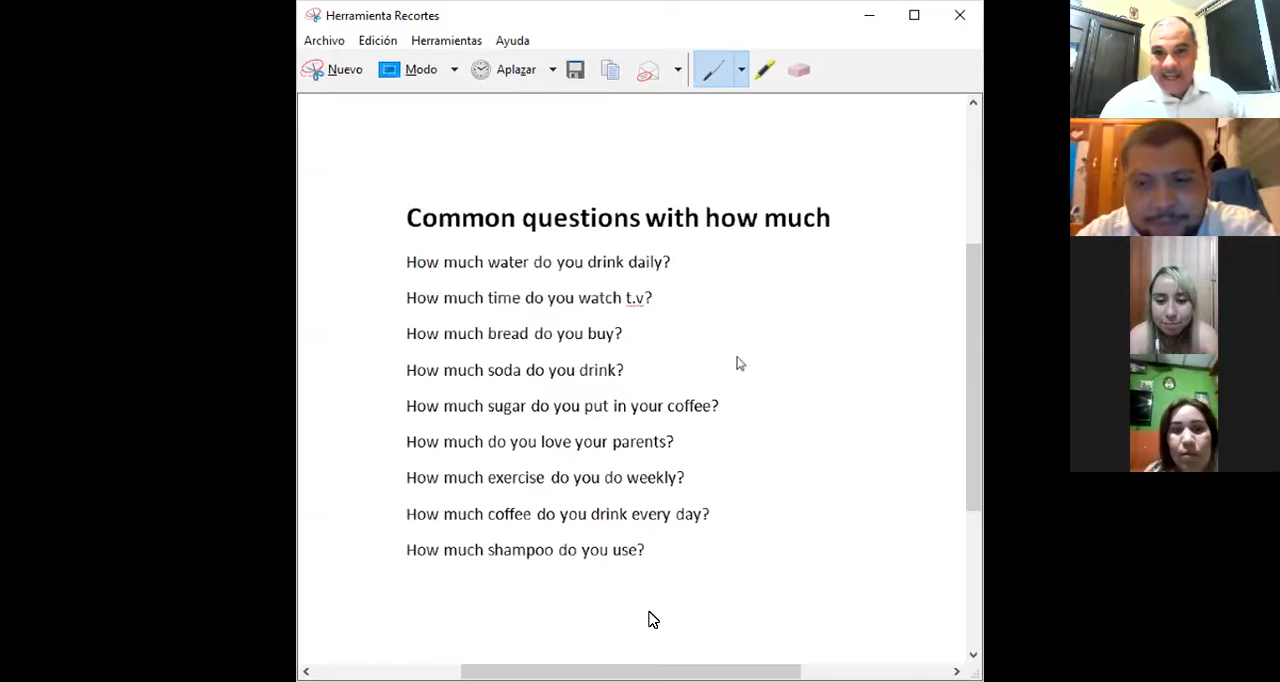 Herramienta Recortes
Archivo Edición Herramientas Ayuda
Nuevo Modo Aplazar
Common questions with how much
How much water do you drink daily?
How much time do you watch t.v?
How much bread do you buy?
How much soda do you drink?
How much sugar do you put in your coffee?
How much do you love your parents?
How much exercise do you do weekly?
How much coffee do you drink every day?
How much shampoo do you use?